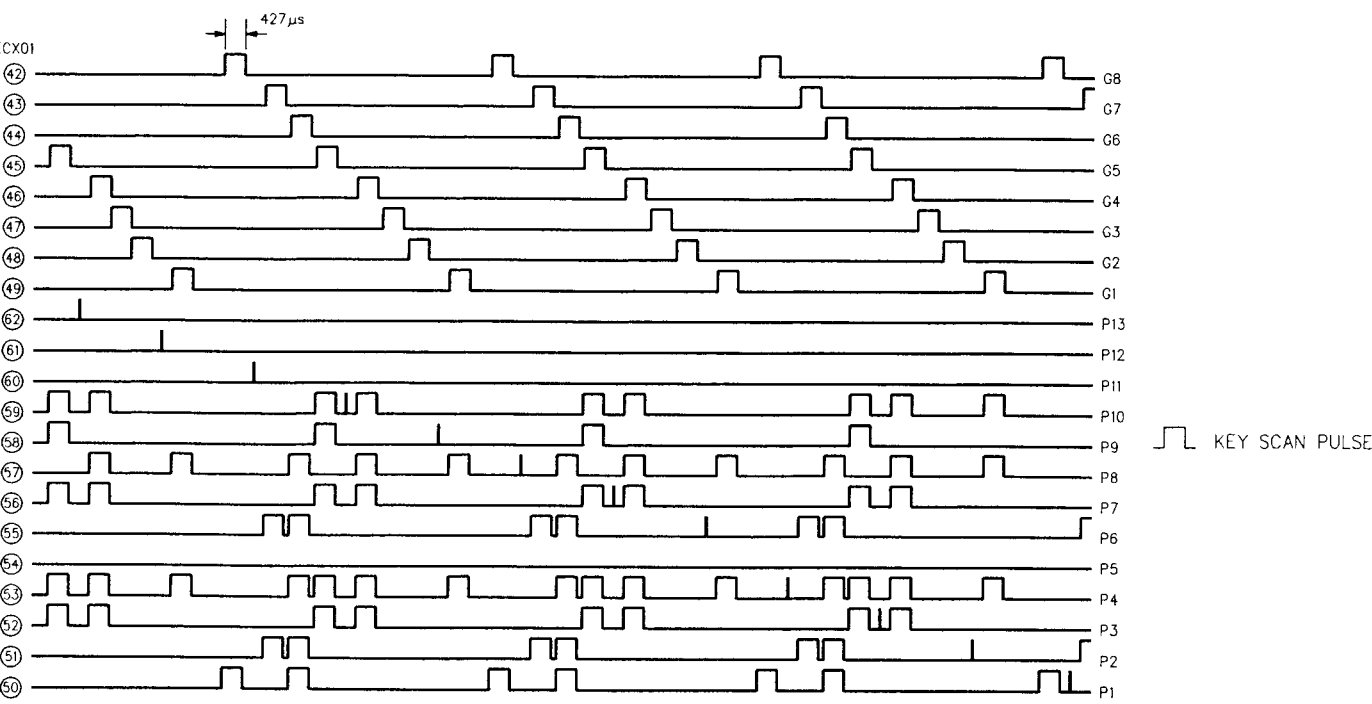 427µs
CX01
42 G8
43 G7
44 G6
45 G5
46 G4
47 G3
48 G2
49 G1
62 P13
61 P12
60 P11
59 P10
58 P9
57 P8
56 P7
55 P6
54 P5
53 P4
52 P3
51 P2
50 P1
KEY SCAN PULSE